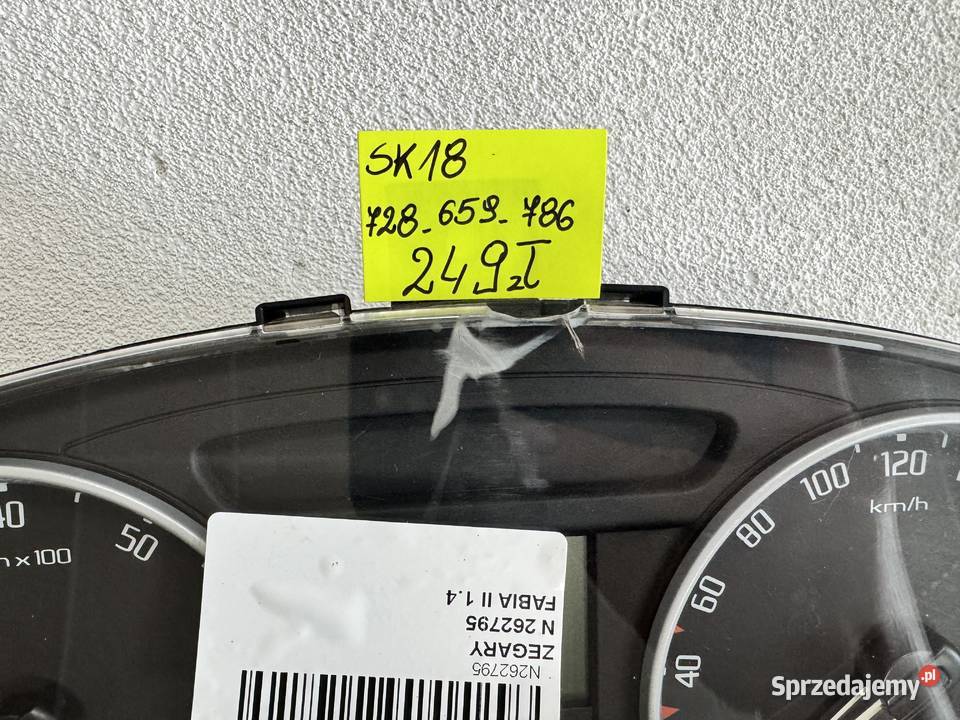 SK18
728-659-786
249zł
40
50
n x 100
100
120
km/h
80
60
40
FABIA II 1.4
N 262795
ZEGARY
N262795
Sprzedajemy.pl